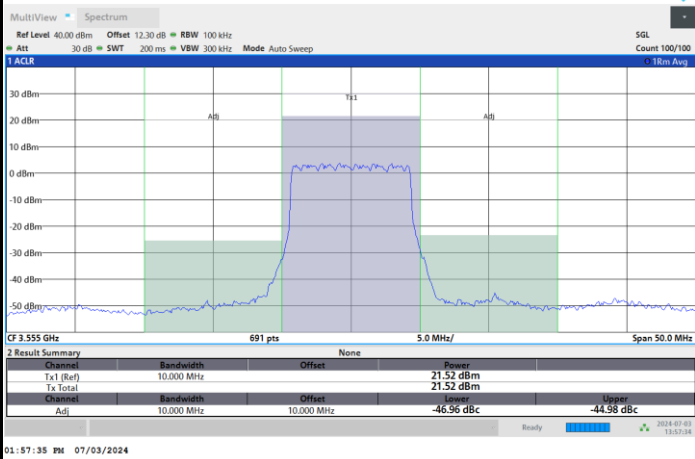 MultiView Spectrum
Ref Level 40.00 dBm Offset 12.30 dB RBW 100 kHz SGL
Att 30 dB SWT 200 ms VBW 300 kHz Mode Auto Sweep Count 100/100
1 ACLR 1Rm Avg
30 dBm
Tx1
20 dBm
Adj Adj
10 dBm
0 dBm
-10 dBm
-20 dBm
-30 dBm
-40 dBm
-50 dBm
CF 3.555 GHz 691 pts 5.0 MHz/ Span 50.0 MHz
2 Result Summary None
Channel Bandwidth Offset Power
Tx1 (Ref) 10.000 MHz 21.52 dBm
Tx Total 21.52 dBm
Channel Bandwidth Offset Lower Upper
Adj 10.000 MHz 10.000 MHz -46.96 dBc -44.98 dBc
Ready 2024-07-03
13:57:34
01:57:35 PM 07/03/2024